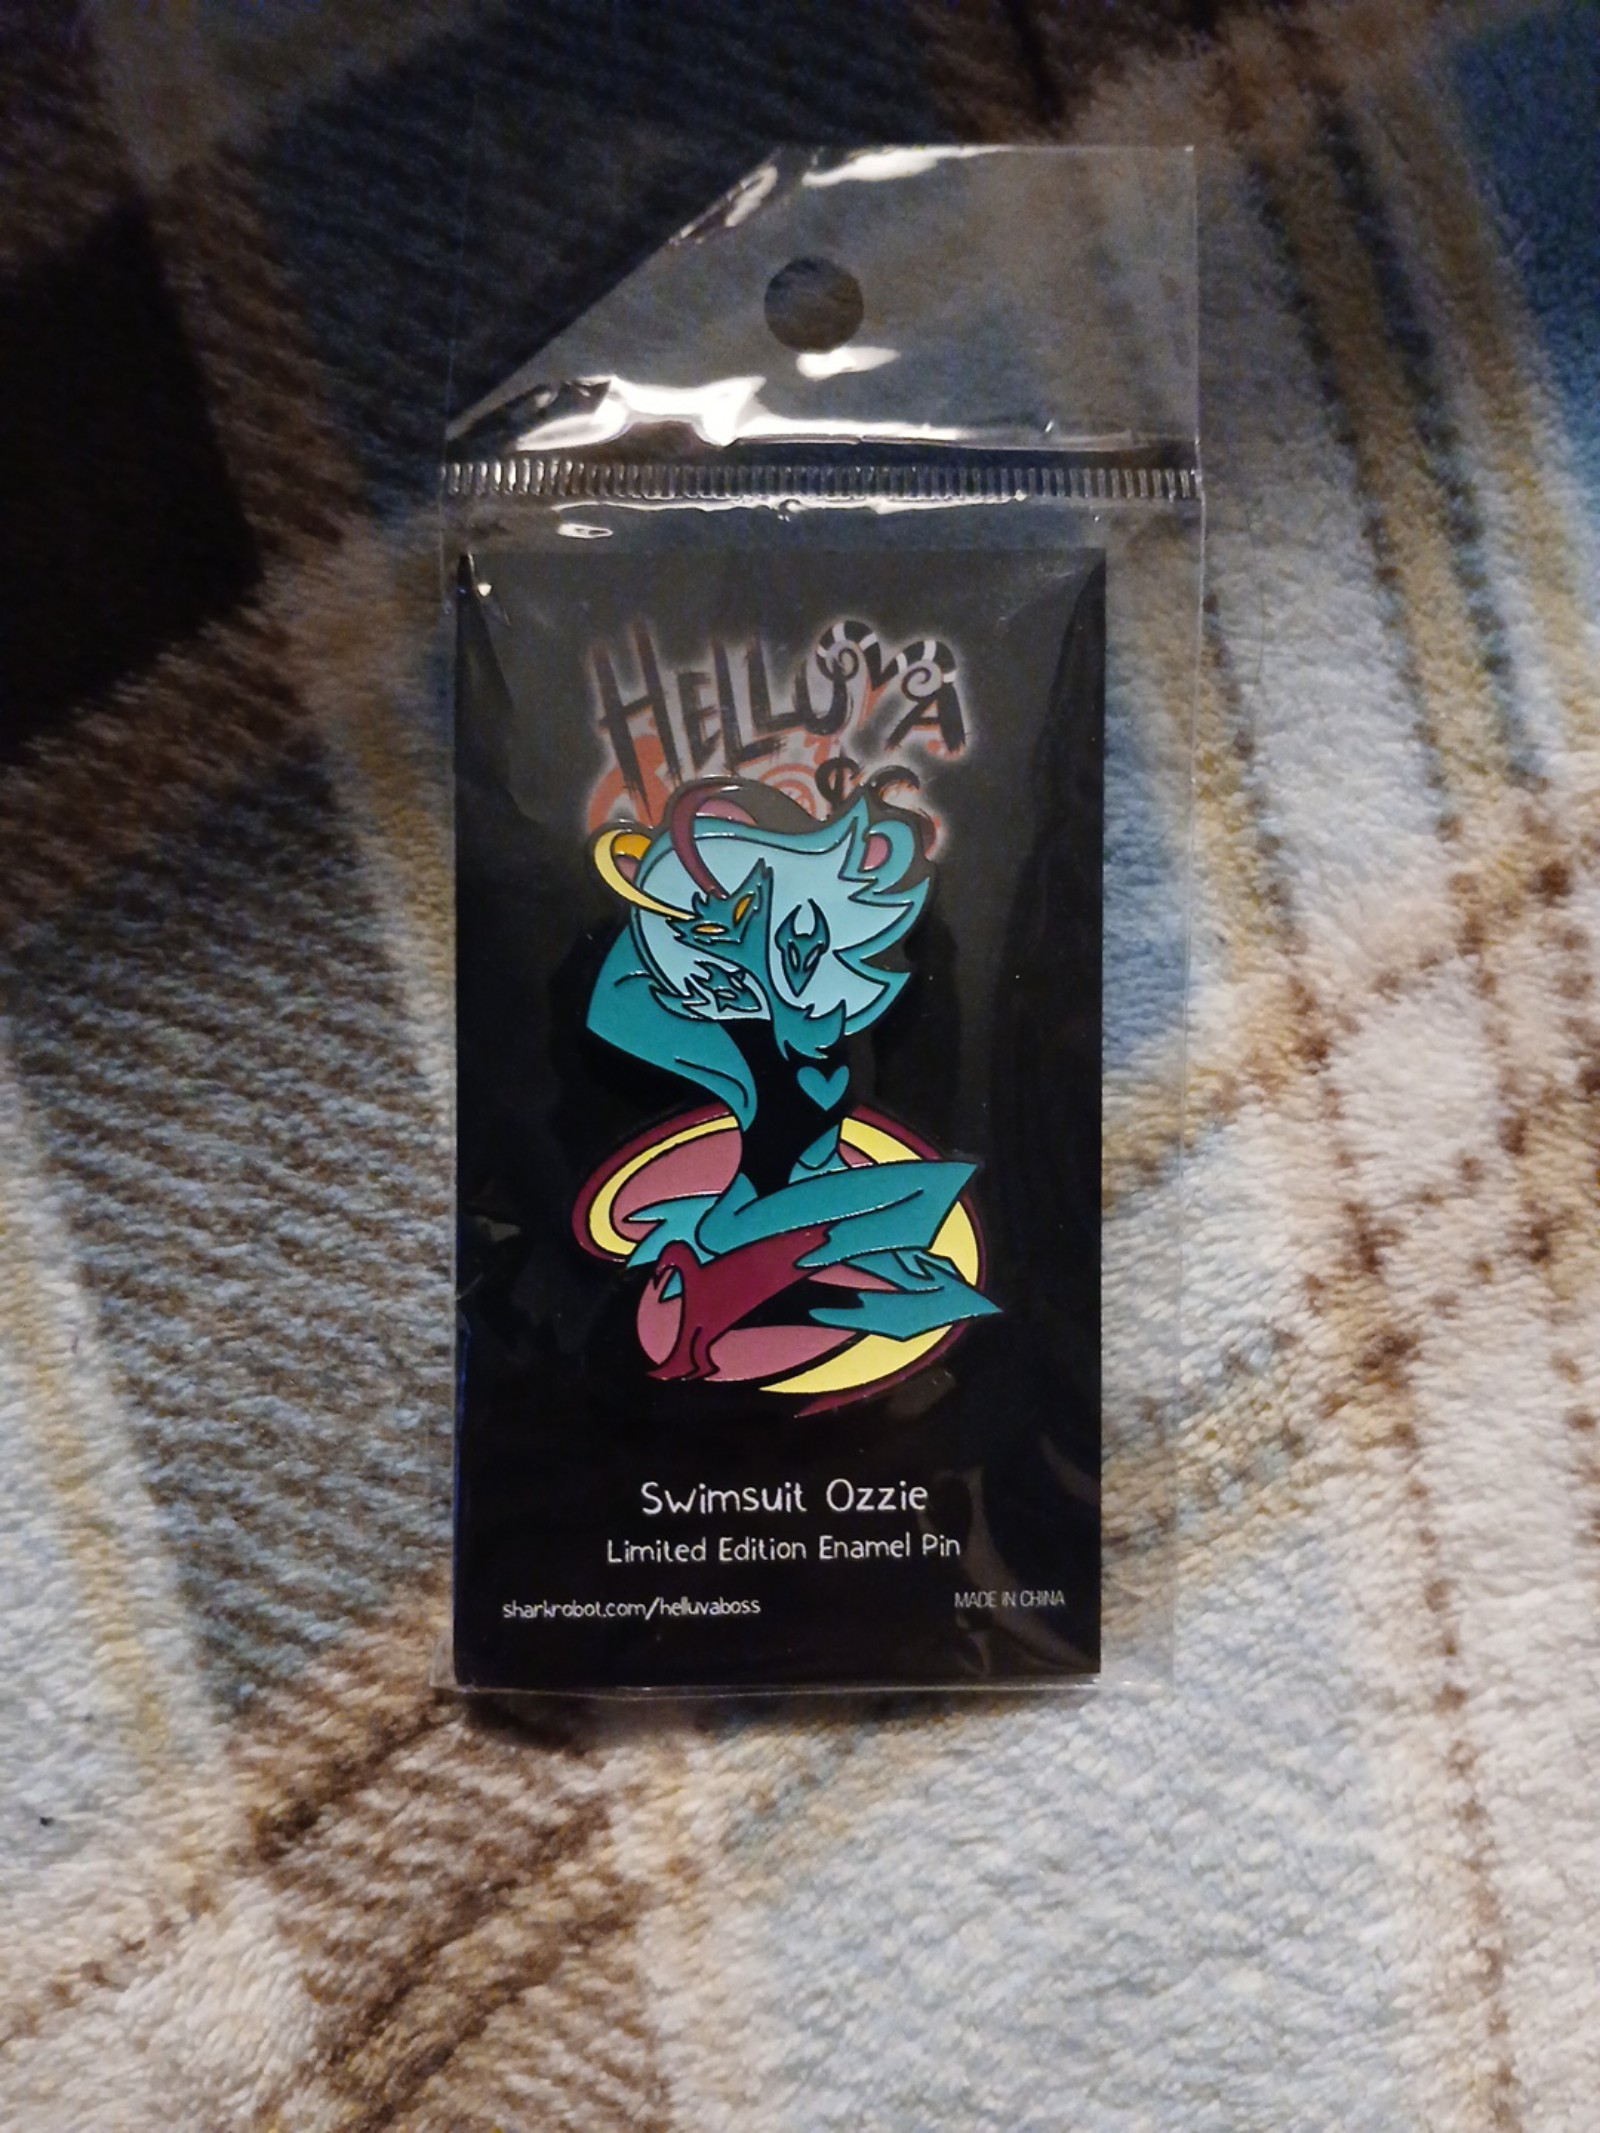 HELLUVA
Swimsuit Ozzie
Limited Edition Enamel Pin
sharkrobot.com/helluvaboss
MADE IN CHINA